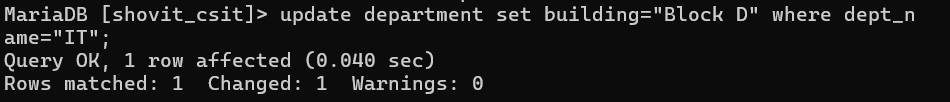 MariaDB [shovit_csit]> update department set building="Block D" where dept_n
ame="IT";
Query OK, 1 row affected (0.040 sec)
Rows matched: 1  Changed: 1  Warnings: 0